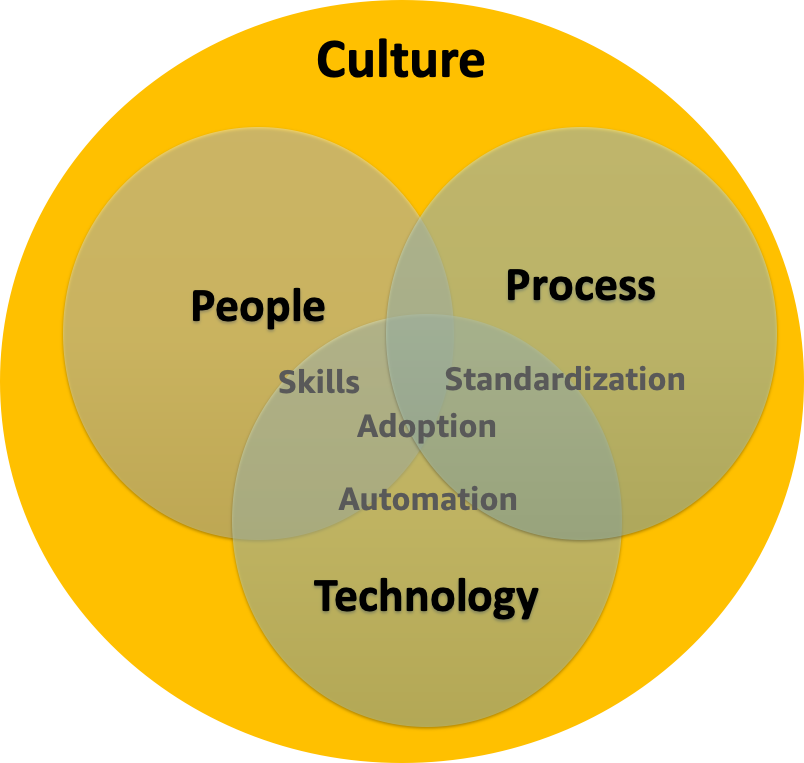 Culture
People
Process
Skills
Standardization
Adoption
Automation
Technology